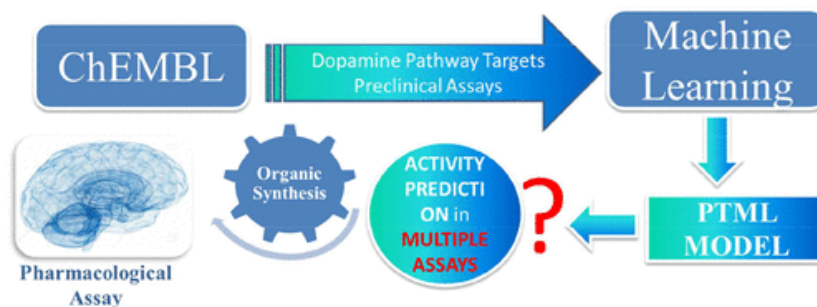 ChEMBL
Dopamine Pathway Targets
Preclinical Assays
Machine
Learning
PTML
MODEL
?
ACTIVITY
PREDICTI
ON in
MULTIPLE
ASSAYS
Organic
Synthesis
Pharmacological
Assay